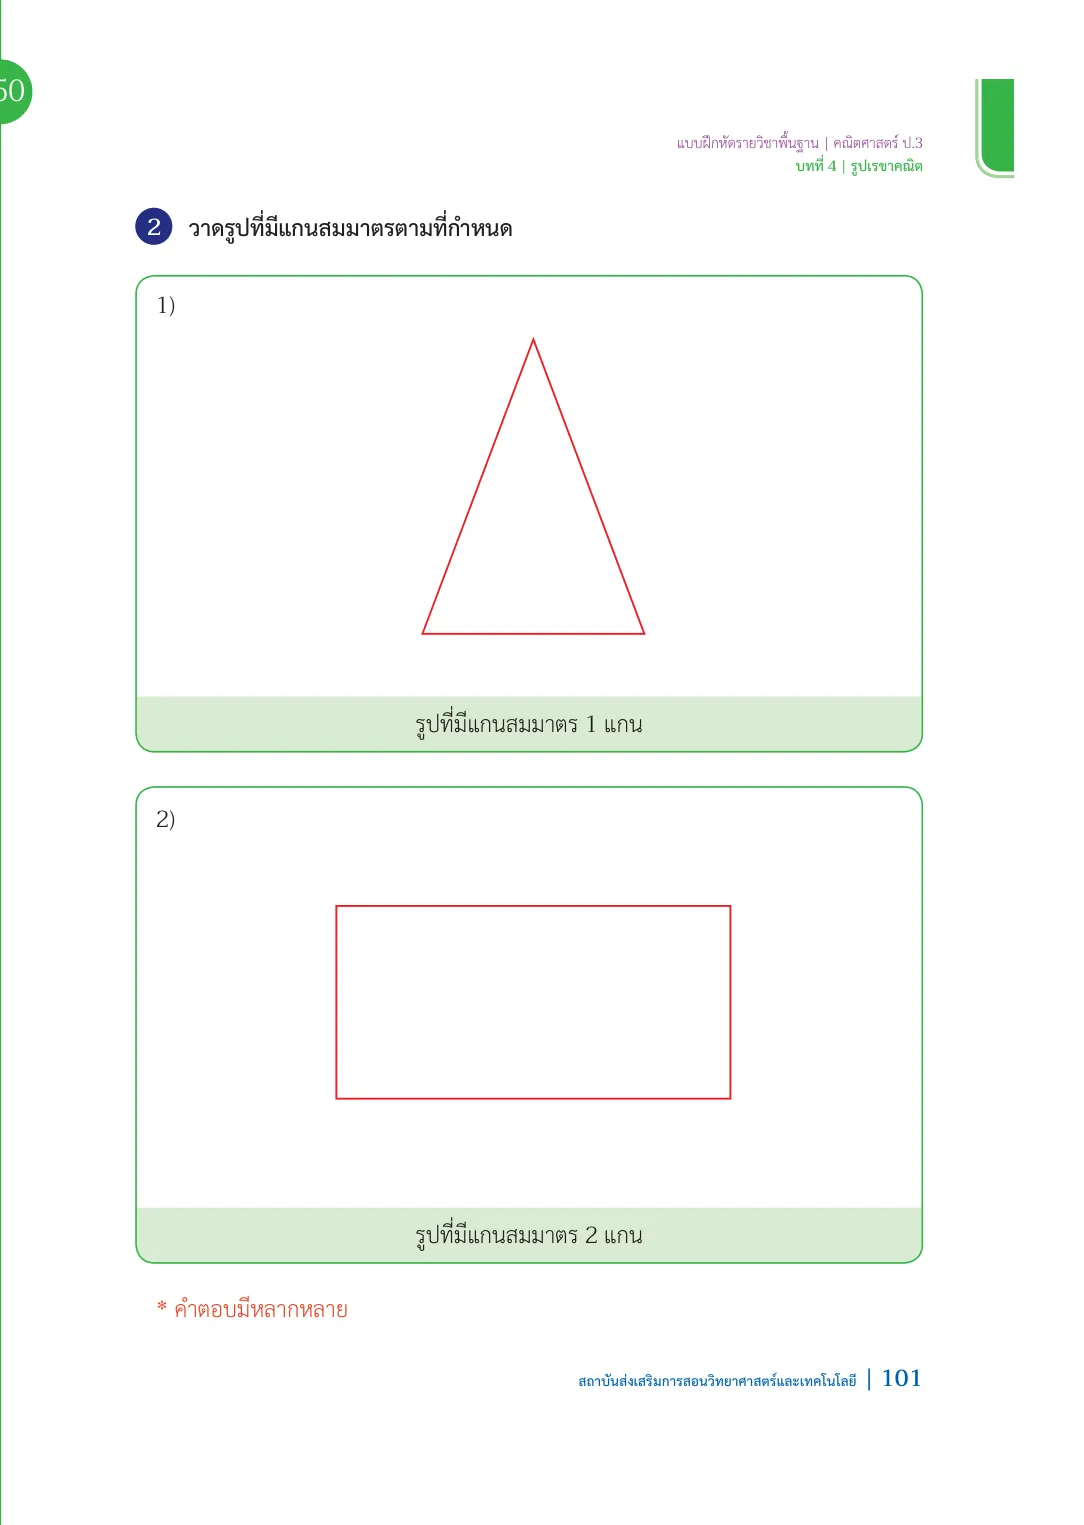 แบบฝึกหัดรายวิชาพื้นฐาน | คณิตศาสตร์ ป.3
บทที่ 4 | รูปเรขาคณิต
2 วาดรูปที่มีแกนสมมาตรตามที่กำหนด
1)
รูปที่มีแกนสมมาตร 1 แกน
2)
รูปที่มีแกนสมมาตร 2 แกน
* คำตอบมีหลากหลาย
สถาบันส่งเสริมการสอนวิทยาศาสตร์และเทคโนโลยี | 101